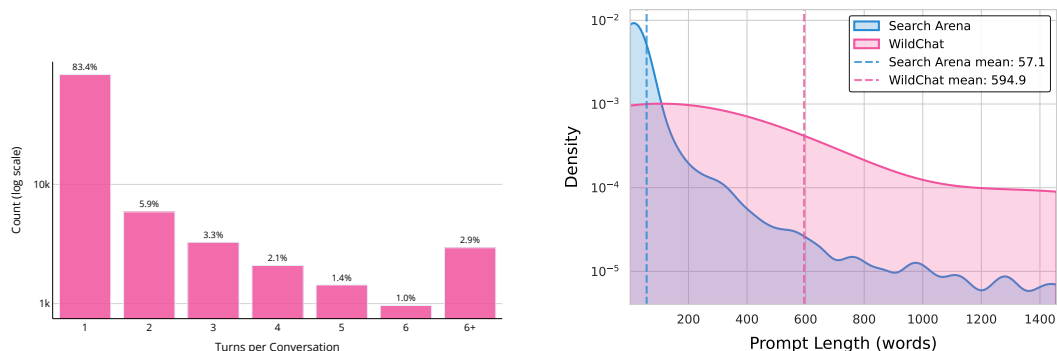 83.4%
5.9%
3.3%
2.1%
1.4%
1.0%
2.9%
10k
1k
Count (log scale)
1 2 3 4 5 6 6+
Turns per Conversation
Search Arena
WildChat
Search Arena mean: 57.1
WildChat mean: 594.9
10⁻²
10⁻³
10⁻⁴
10⁻⁵
Density
200 400 600 800 1000 1200 1400
Prompt Length (words)